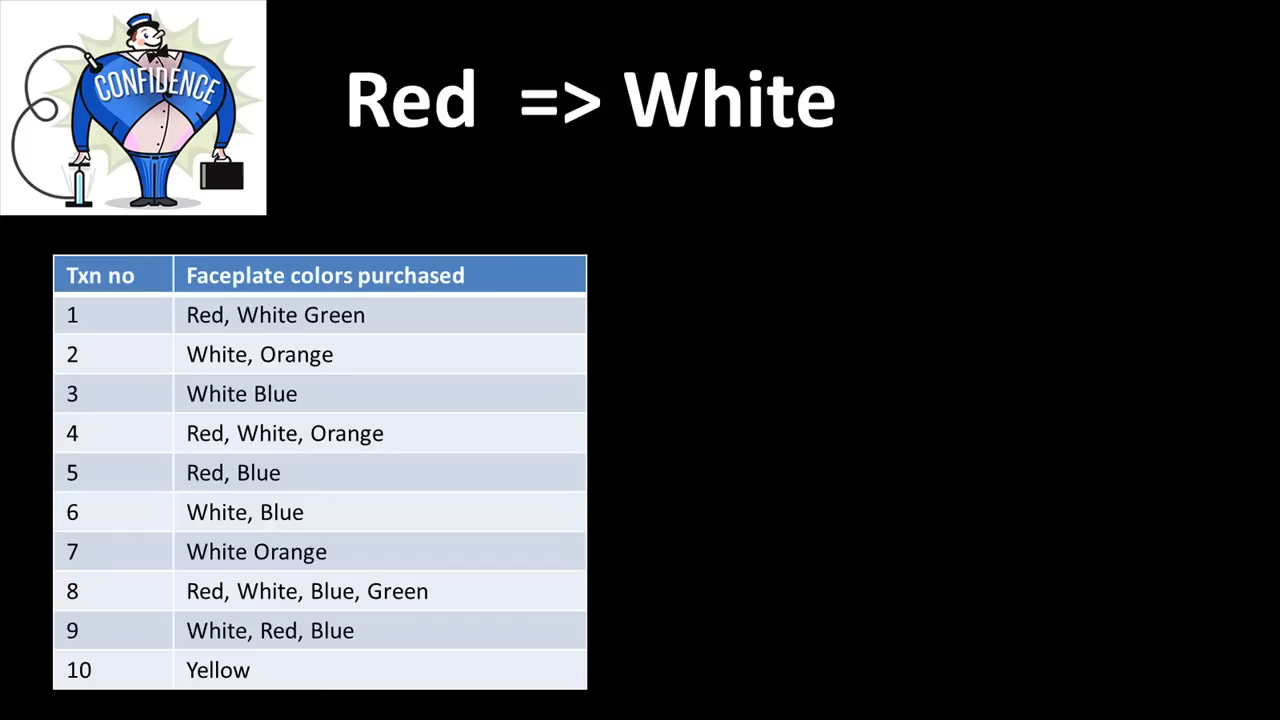 CONFIDENCE
Red => White
Txn no Faceplate colors purchased
1 Red, White Green
2 White, Orange
3 White Blue
4 Red, White, Orange
5 Red, Blue
6 White, Blue
7 White Orange
8 Red, White, Blue, Green
9 White, Red, Blue
10 Yellow